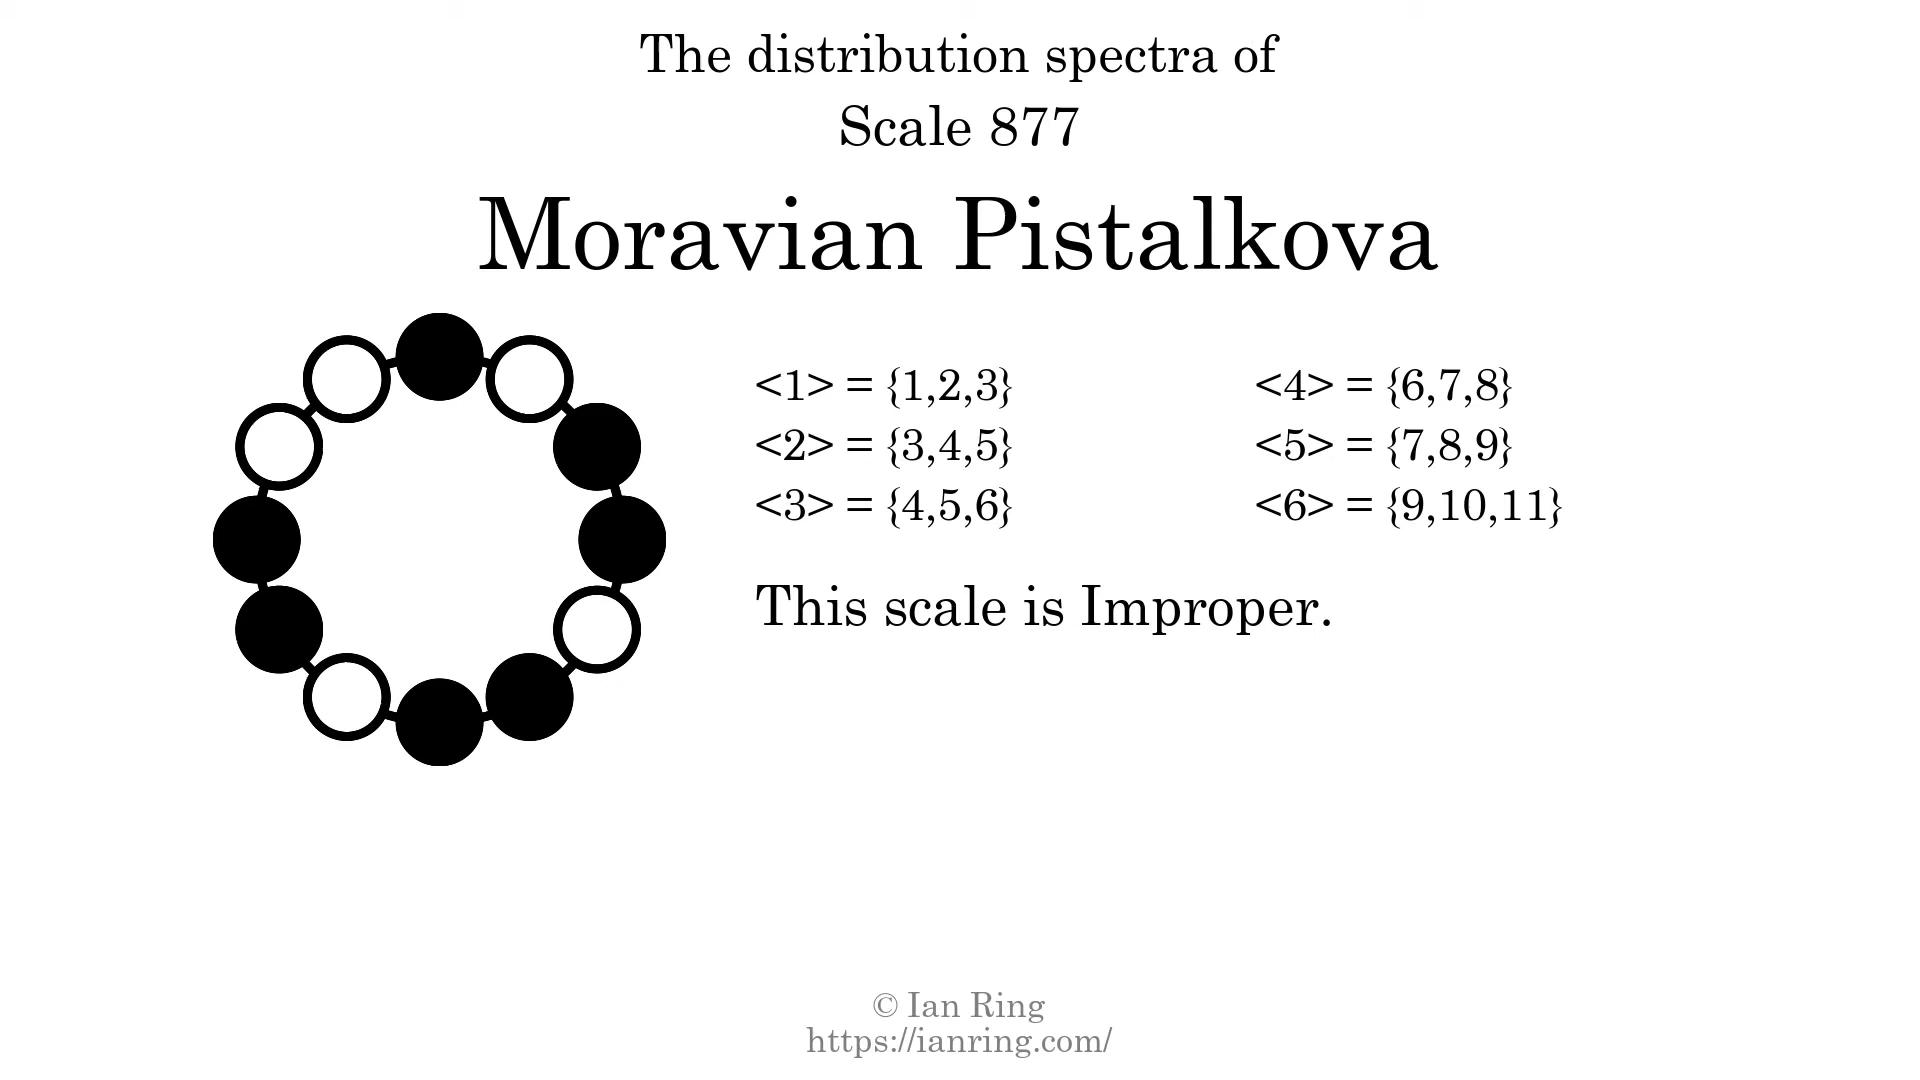 The distribution spectra of
Scale 877
Moravian Pistalkova
<1> = {1,2,3}
<2> = {3,4,5}
<3> = {4,5,6}
<4> = {6,7,8}
<5> = {7,8,9}
<6> = {9,10,11}
This scale is Improper.
© Ian Ring
https://ianring.com/